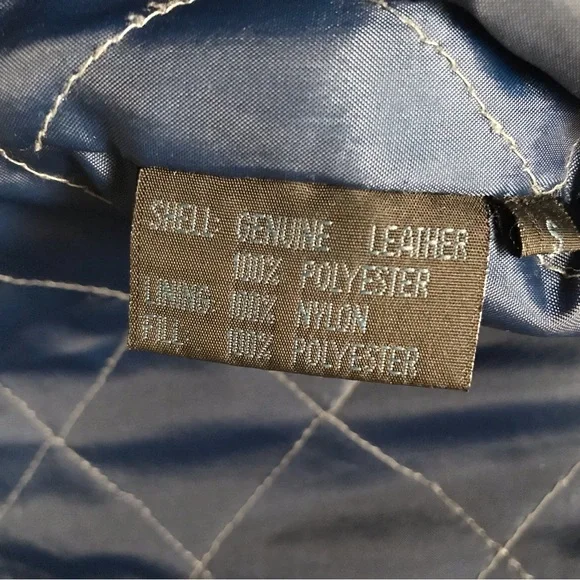 SHELL: GENUINE LEATHER
100% POLYESTER
LINING: 100% NYLON
FILL: 100% POLYESTER